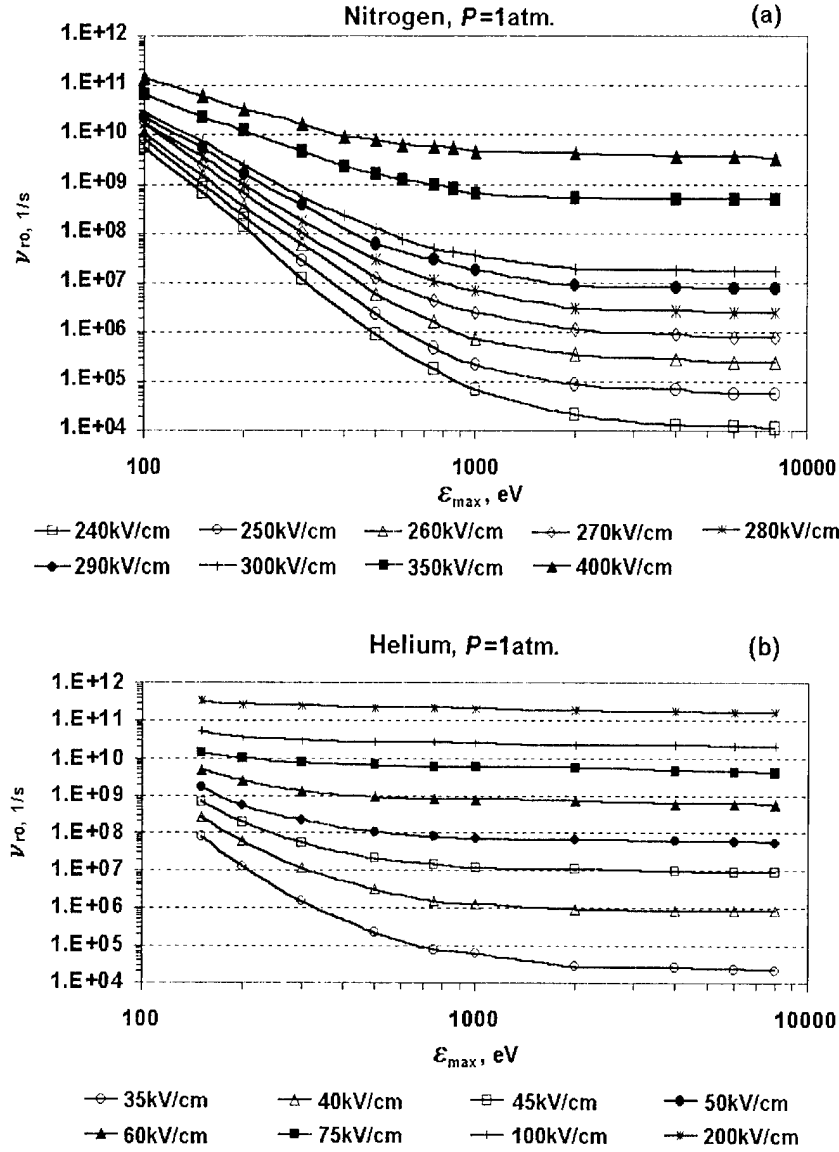 Nitrogen, P=1atm. (a)
1.E+12
1.E+11
1.E+10
1.E+09
1.E+08
1.E+07
1.E+06
1.E+05
1.E+04
νro, 1/s
100 1000 10000
εmax, eV
240kV/cm 250kV/cm 260kV/cm 270kV/cm 280kV/cm
290kV/cm 300kV/cm 350kV/cm 400kV/cm
Helium, P=1atm. (b)
1.E+12
1.E+11
1.E+10
1.E+09
1.E+08
1.E+07
1.E+06
1.E+05
1.E+04
νro, 1/s
100 1000 10000
εmax, eV
35kV/cm 40kV/cm 45kV/cm 50kV/cm
60kV/cm 75kV/cm 100kV/cm 200kV/cm